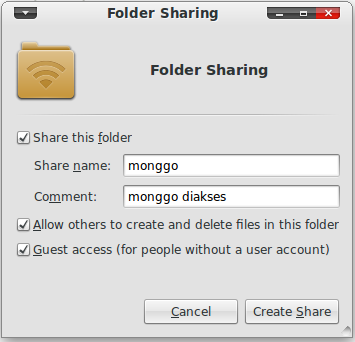 Folder Sharing
Folder Sharing
Share this folder
Share name: monggo
Comment: monggo diakses
Allow others to create and delete files in this folder
Guest access (for people without a user account)
Cancel Create Share